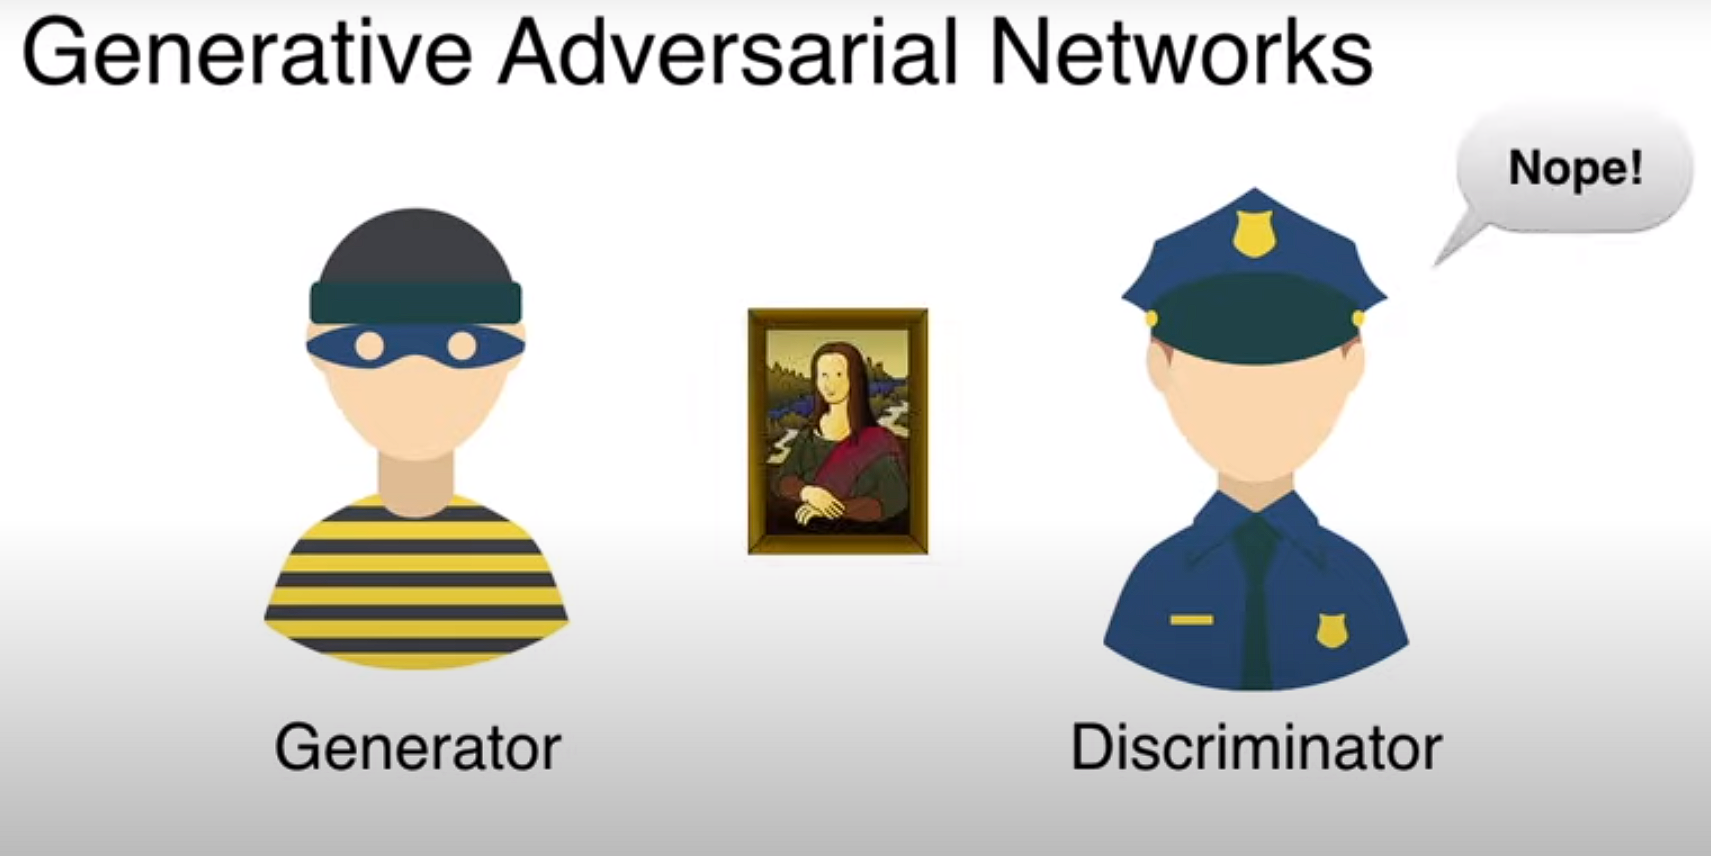 Generative Adversarial Networks
Nope!
Generator
Discriminator